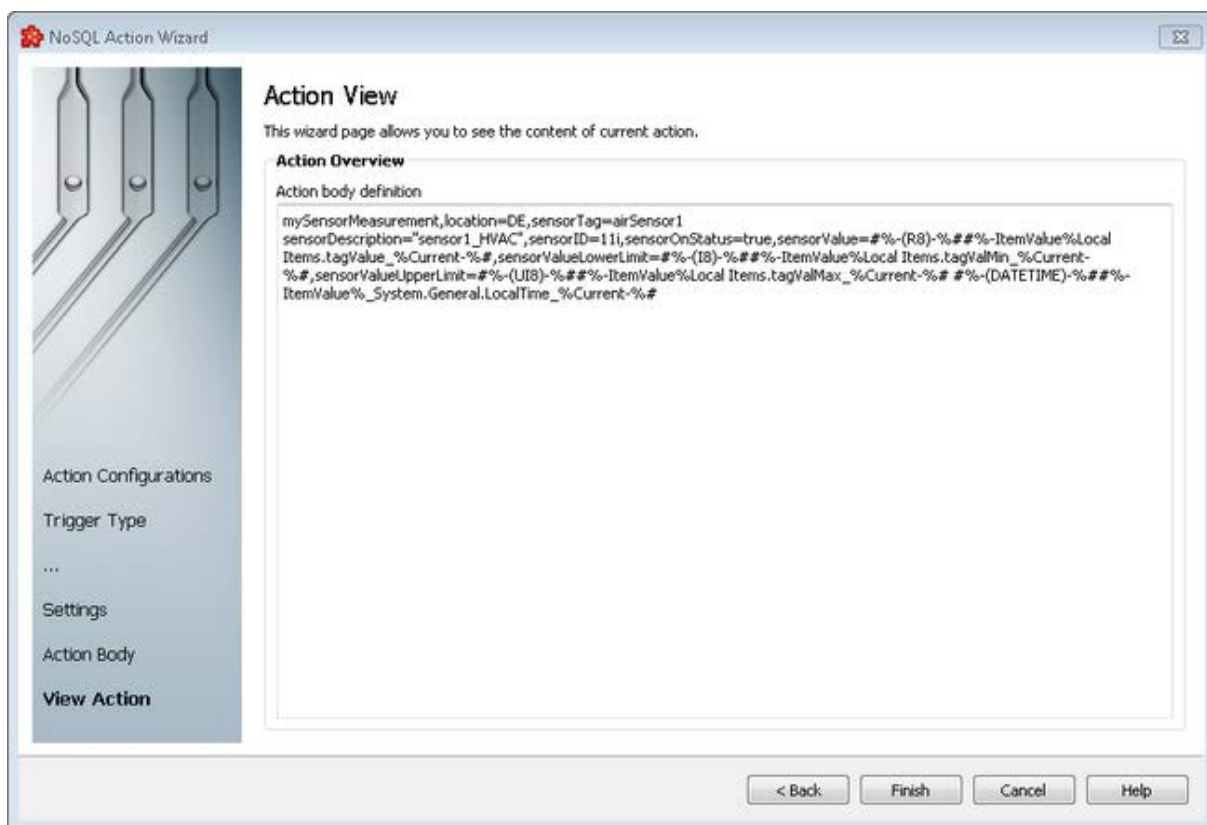 NoSQL Action Wizard
Action View
This wizard page allows you to see the content of current action.
Action Overview
Action body definition
mySensorMeasurement,location=DE,sensorTag=airSensor1
sensorDescription="sensor1_HVAC",sensorID=11i,sensorOnStatus=true,sensorValue=#%-(R8)-%##%-ItemValue%Local
Items.tagValue_%Current-%#,sensorValueLowerLimit=#%-(I8)-%##%-ItemValue%Local Items.tagValMin_%Current-
%#,sensorValueUpperLimit=#%-(UI8)-%##%-ItemValue%Local Items.tagValMax_%Current-%# #%-(DATETIME)-%##%-
ItemValue%_System.General.LocalTime_%Current-%#
Action Configurations
Trigger Type
...
Settings
Action Body
View Action
< Back
Finish
Cancel
Help